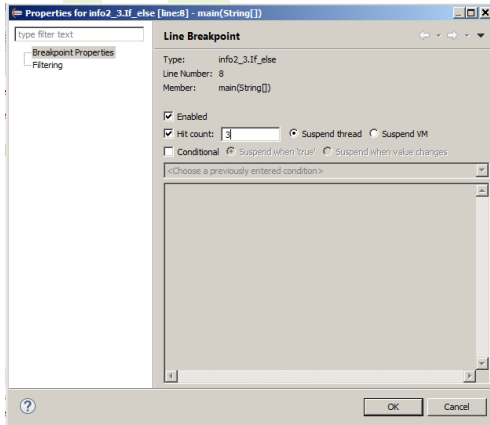 Properties for info2_3.If_else [line:8] - main(String[])
type filter text
Breakpoint Properties
Filtering
Line Breakpoint
Type: info2_3.If_else
Line Number: 8
Member: main(String[])
Enabled
Hit count: 3 Suspend thread Suspend VM
Conditional Suspend when 'true' Suspend when value changes
<Choose a previously entered condition>
? OK Cancel